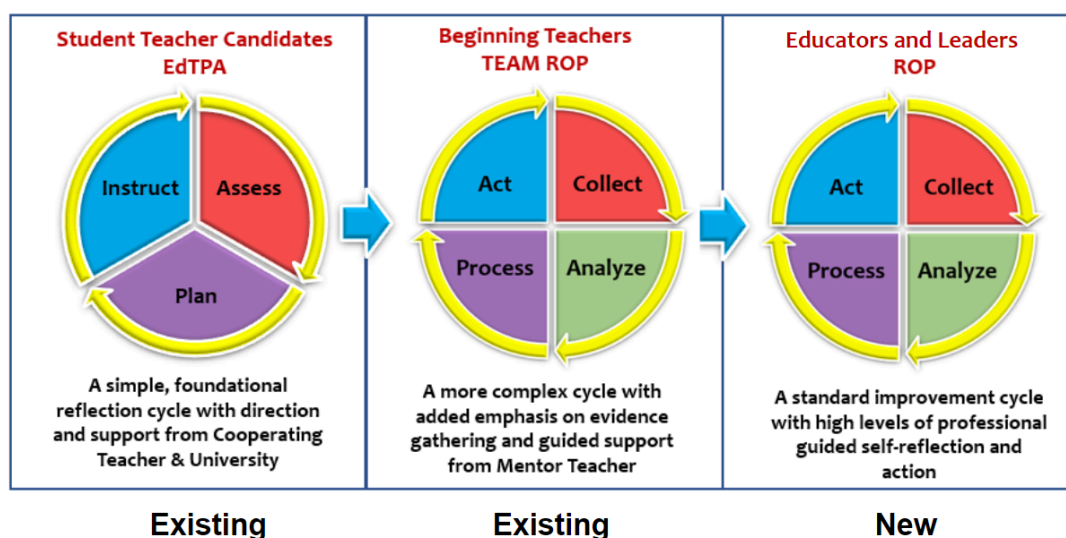 Student Teacher Candidates
EdTPA
Instruct
Assess
Plan
A simple, foundational
reflection cycle with direction
and support from Cooperating
Teacher & University
Existing
Beginning Teachers
TEAM ROP
Act
Collect
Process
Analyze
A more complex cycle with
added emphasis on evidence
gathering and guided support
from Mentor Teacher
Existing
Educators and Leaders
ROP
Act
Collect
Process
Analyze
A standard improvement cycle
with high levels of professional
guided self-reflection and
action
New